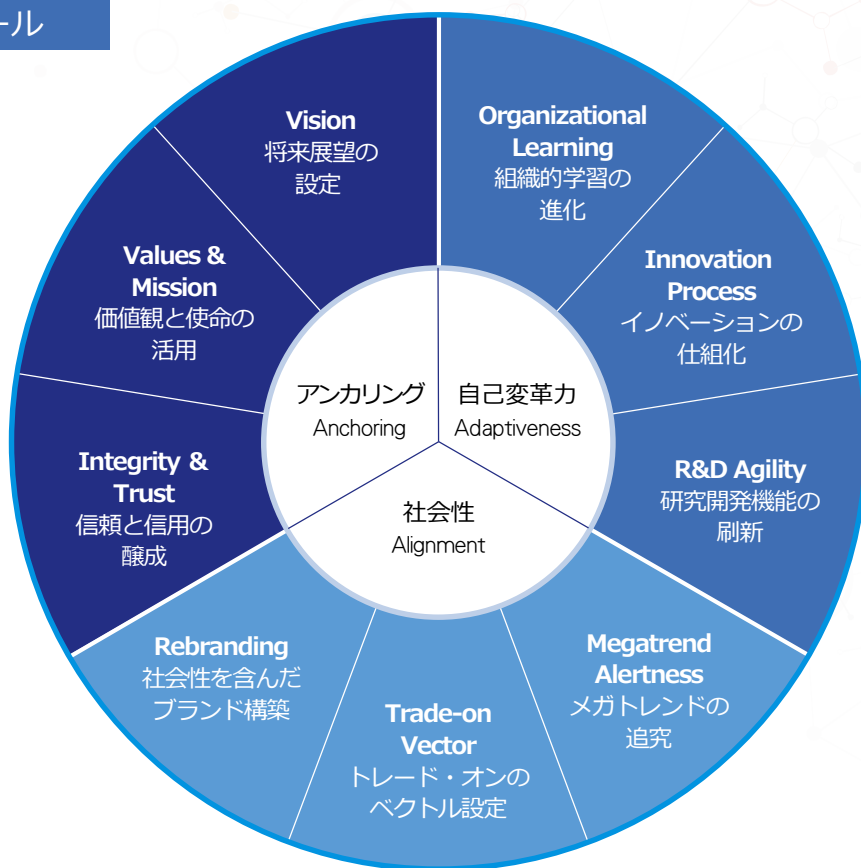 ール
Vision
将来展望の
設定
Organizational
Learning
組織的学習の
進化
Values &
Mission
価値観と使命の
活用
Innovation
Process
イノベーションの
仕組化
アンカリング
Anchoring
自己変革力
Adaptiveness
Integrity &
Trust
信頼と信用の
醸成
R&D Agility
研究開発機能の
刷新
社会性
Alignment
Rebranding
社会性を含んだ
ブランド構築
Trade-on
Vector
トレード・オンの
ベクトル設定
Megatrend
Alertness
メガトレンドの
追究